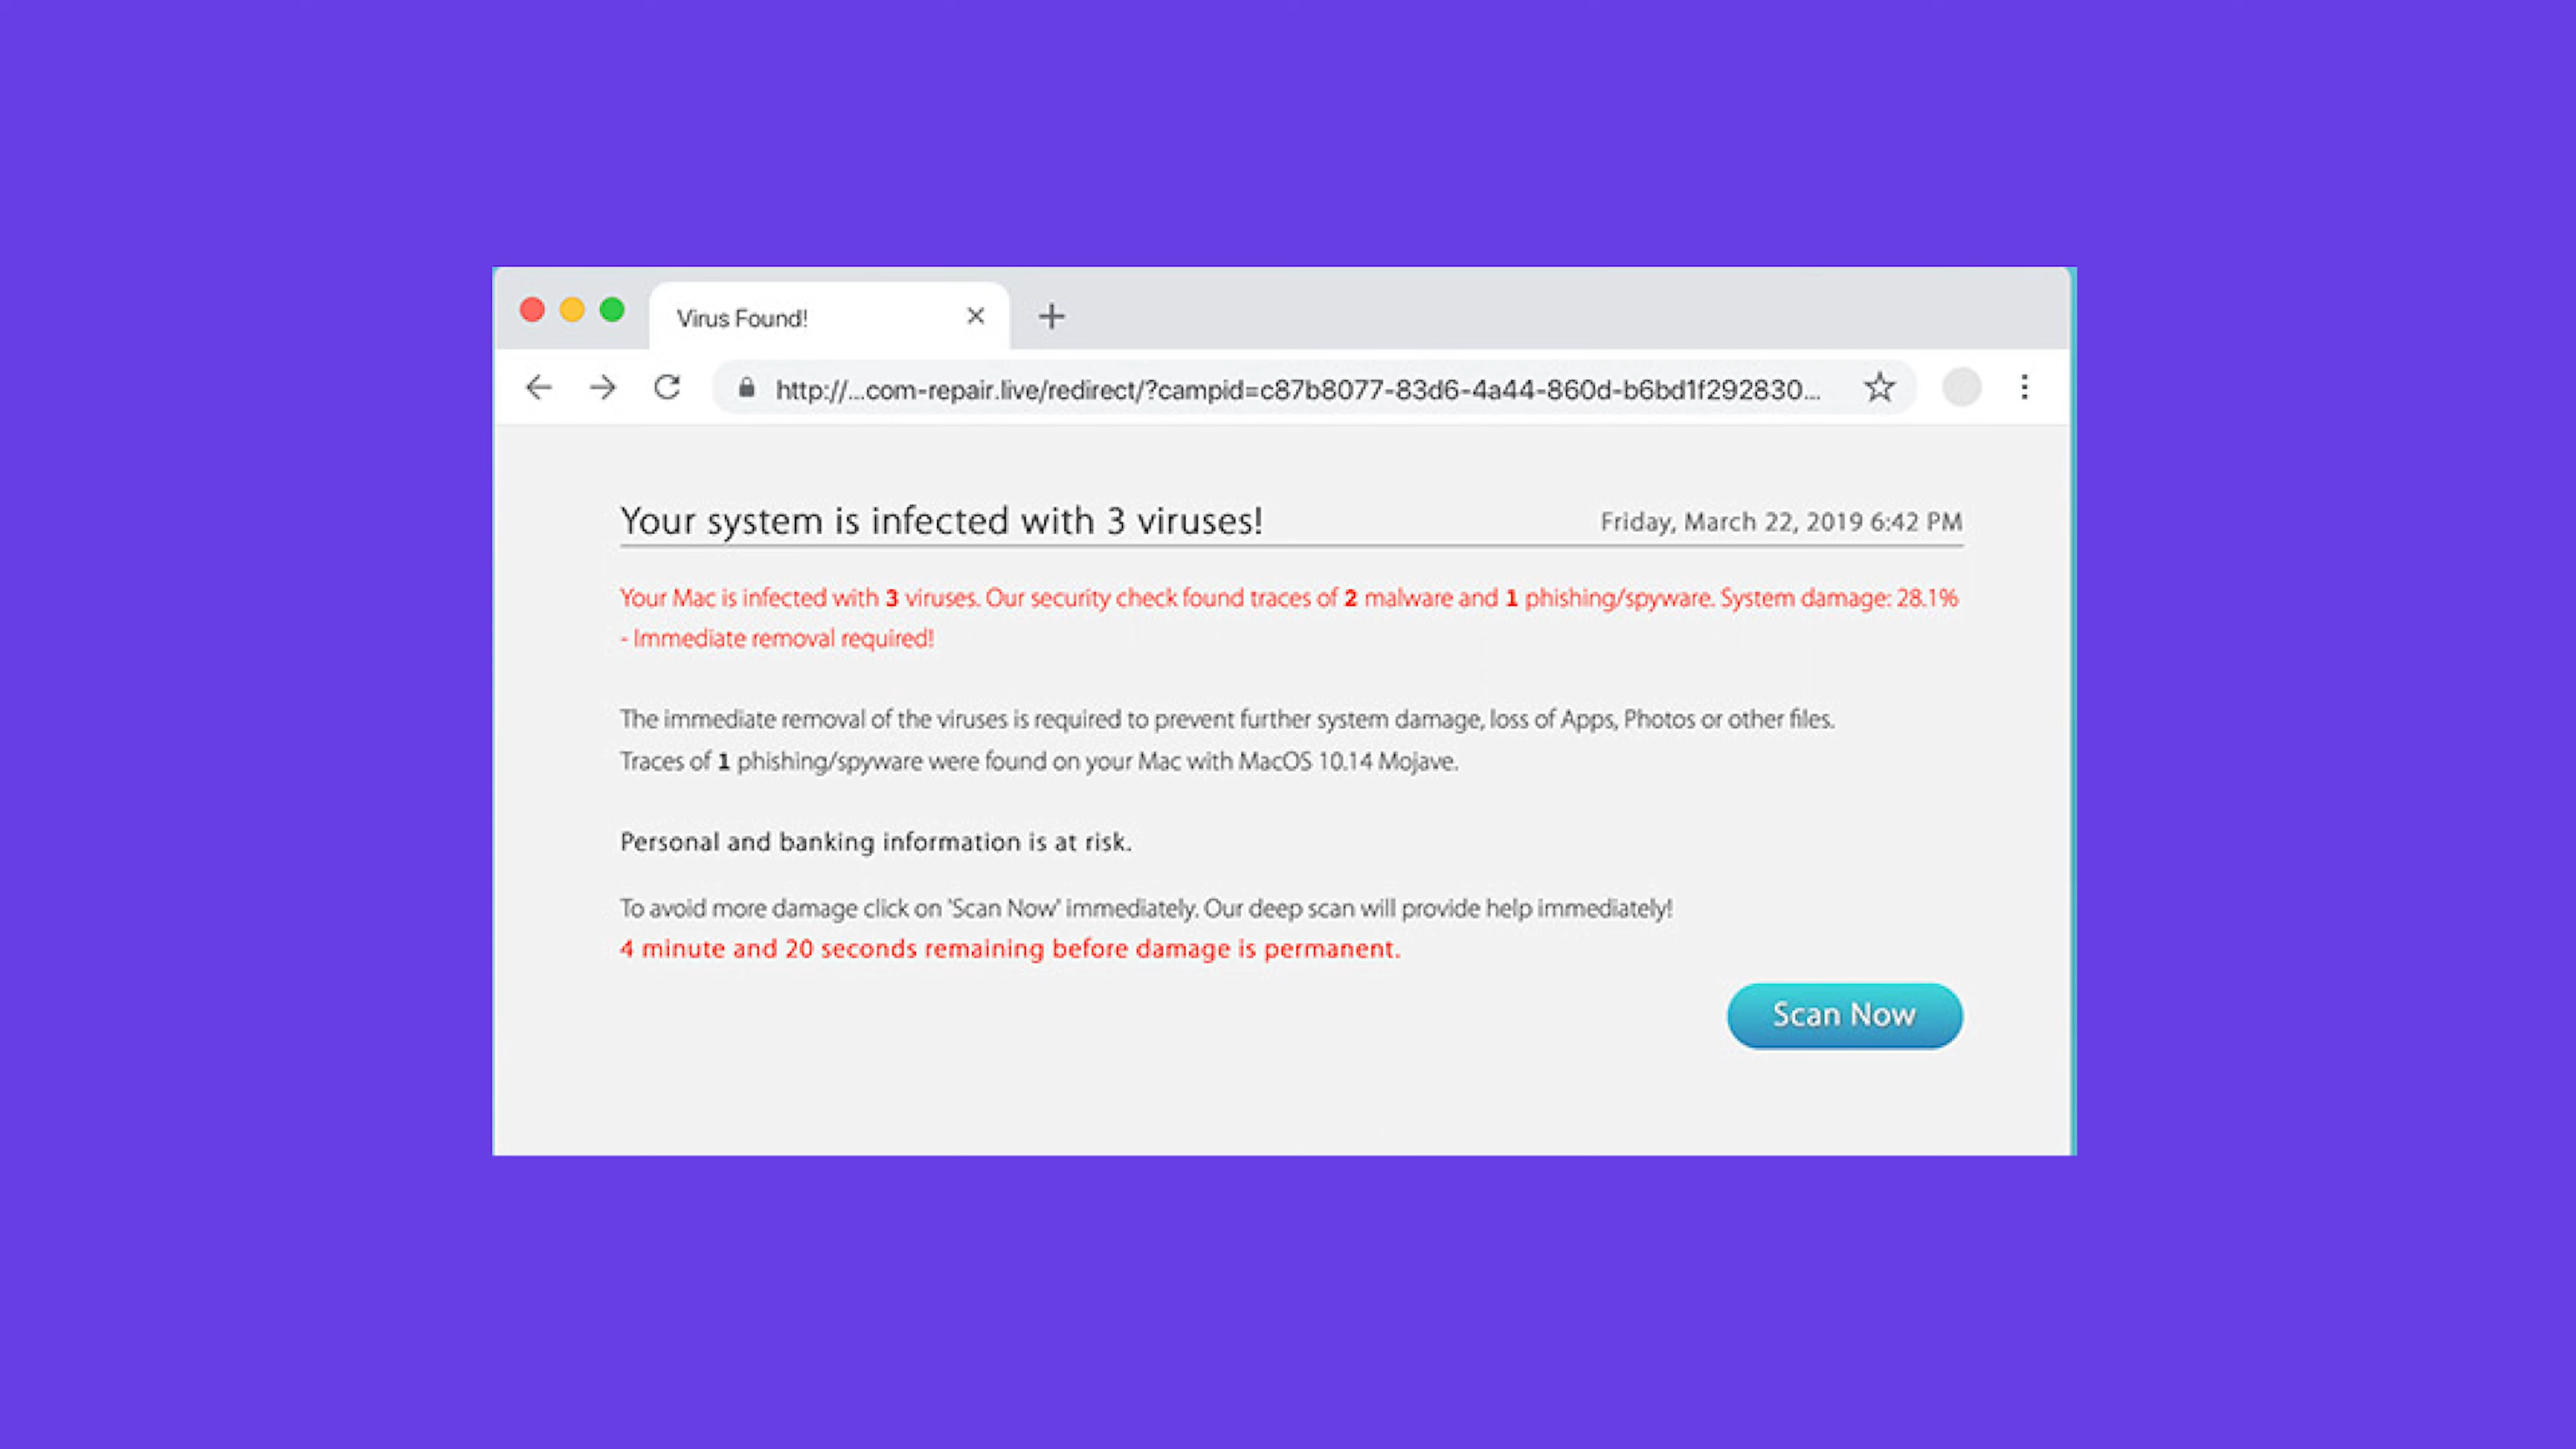 Virus Found!
http://...com-repair.live/redirect/?campid=c87b8077-83d6-4a44-860d-b6bd1f292830...
Your system is infected with 3 viruses!
Friday, March 22, 2019 6:42 PM
Your Mac is infected with 3 viruses. Our security check found traces of 2 malware and 1 phishing/spyware. System damage: 28.1%
- Immediate removal required!
The immediate removal of the viruses is required to prevent further system damage, loss of Apps, Photos or other files.
Traces of 1 phishing/spyware were found on your Mac with MacOS 10.14 Mojave.
Personal and banking information is at risk.
To avoid more damage click on 'Scan Now' immediately. Our deep scan will provide help immediately!
4 minute and 20 seconds remaining before damage is permanent.
Scan Now